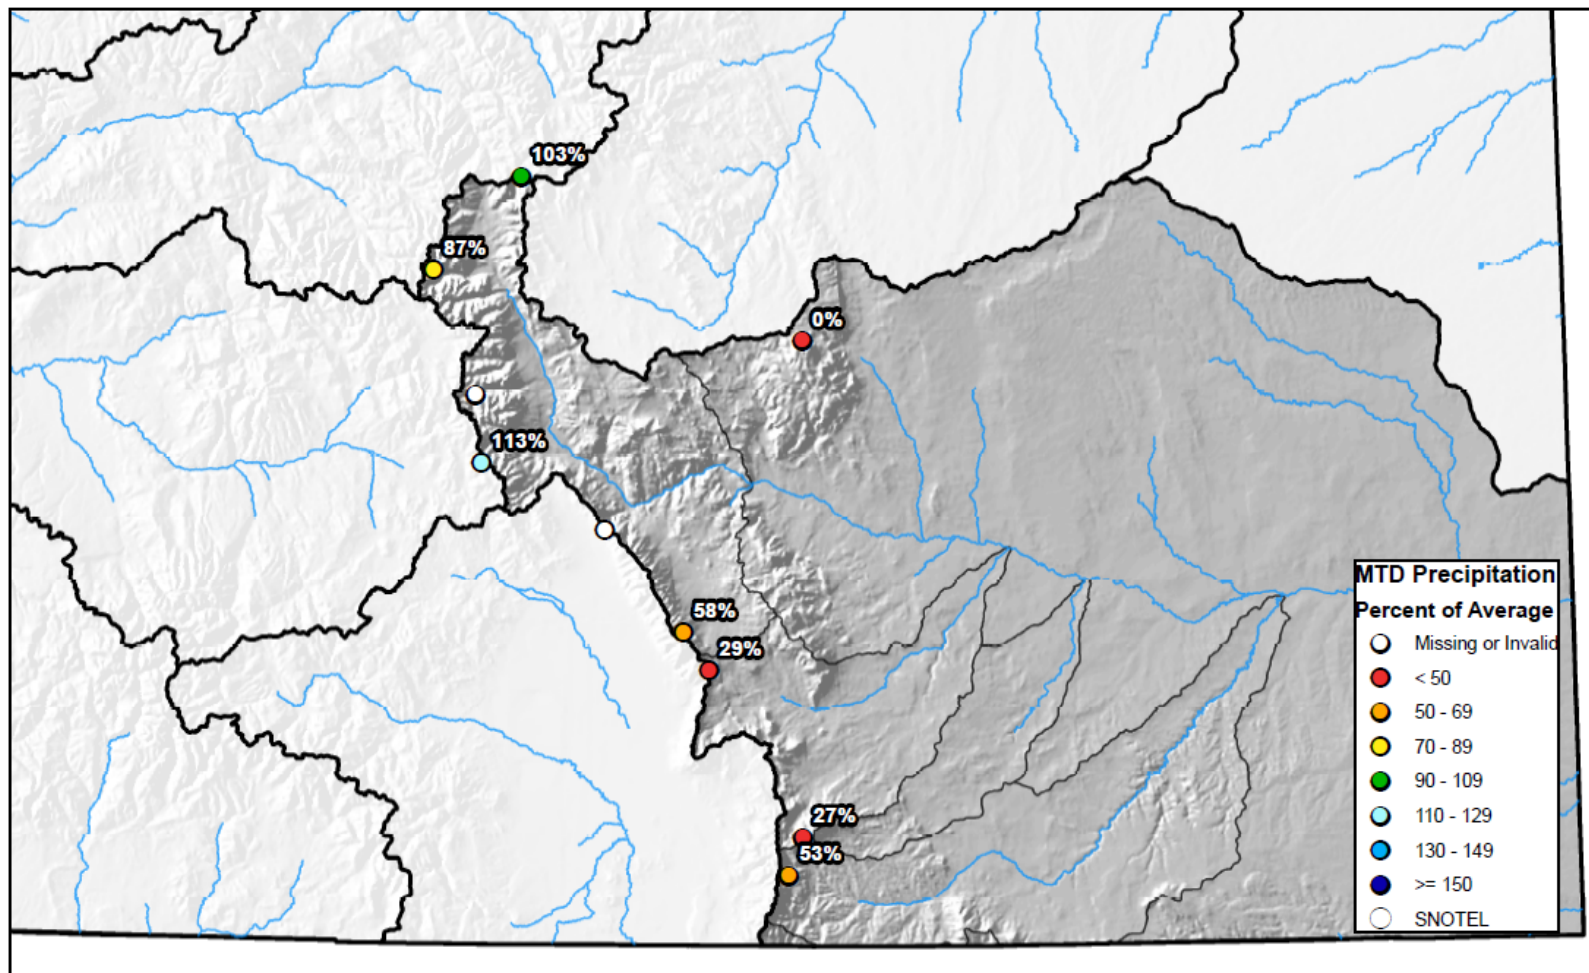 103%
87%
0%
113%
58%
29%
27%
53%
MTD Precipitation
Percent of Average
Missing or Invalid
< 50
50 - 69
70 - 89
90 - 109
110 - 129
130 - 149
>= 150
SNOTEL